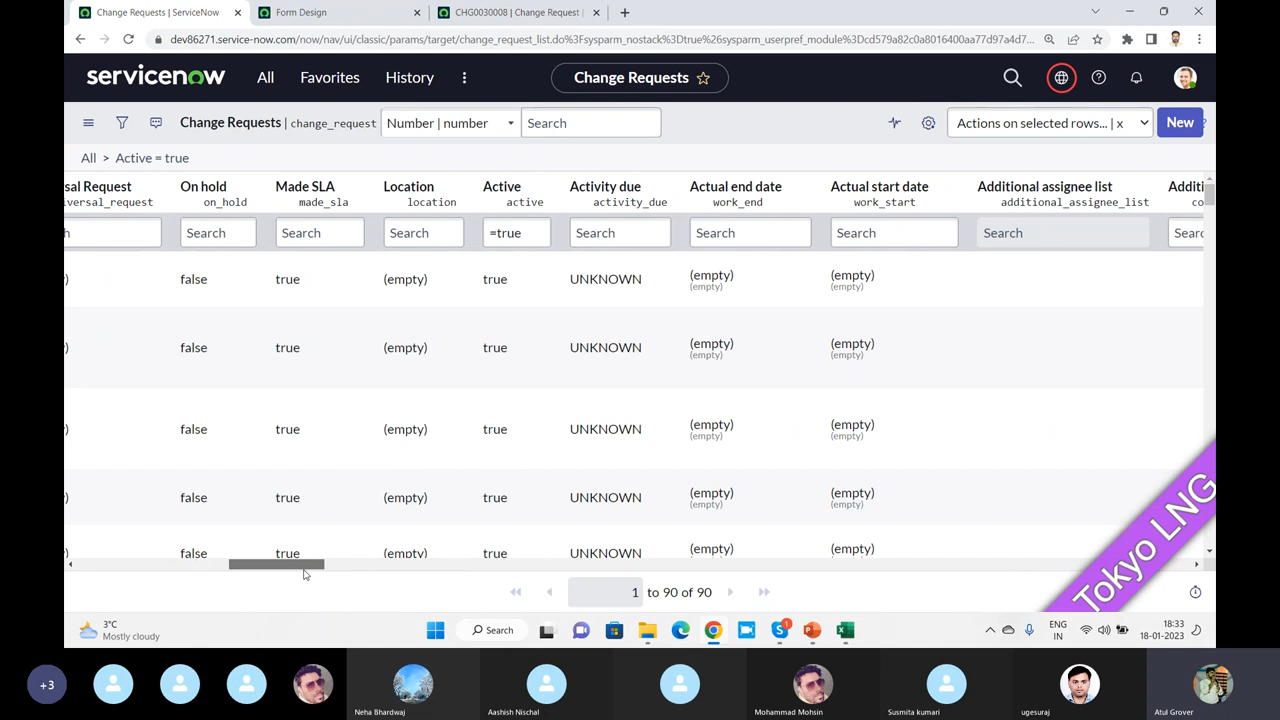 Change Requests | ServiceNow
Form Design
CHG0030008 | Change Request |
dev86271.service-now.com/now/nav/ui/classic/params/target/change_request_list.do%3Fsysparm_nostack%3Dtrue%26sysparm_userpref_module%3Dcd579a82c0a8016400aa77d97a4d7...
servicenow
All
Favorites
History
Change Requests
Change Requests | change_request
Number | number
Search
Actions on selected rows... | x
New
All > Active = true
sal Request On hold Made SLA Location Active Activity due Actual end date Actual start date Additional assignee list Additi
iversal_request on_hold made_sla location active activity_due work_end work_start additional_assignee_list co
h Search Search Search =true Search Search Search Search Searc
y) false true (empty) true UNKNOWN (empty) (empty)
(empty) (empty)
y) false true (empty) true UNKNOWN (empty) (empty)
(empty) (empty)
y) false true (empty) true UNKNOWN (empty) (empty)
(empty) (empty)
y) false true (empty) true UNKNOWN (empty) (empty)
(empty) (empty)
y) false true (empty) true UNKNOWN (empty) (empty)
1 to 90 of 90
Tokyo LNG
3°C
Mostly cloudy
Search
1
ENG
IN
18:33
18-01-2023
+3
Neha Bhardwaj
Aashish Nischal
Mohammad Mohsin
Susmita kumari
ugesuraj
Atul Grover